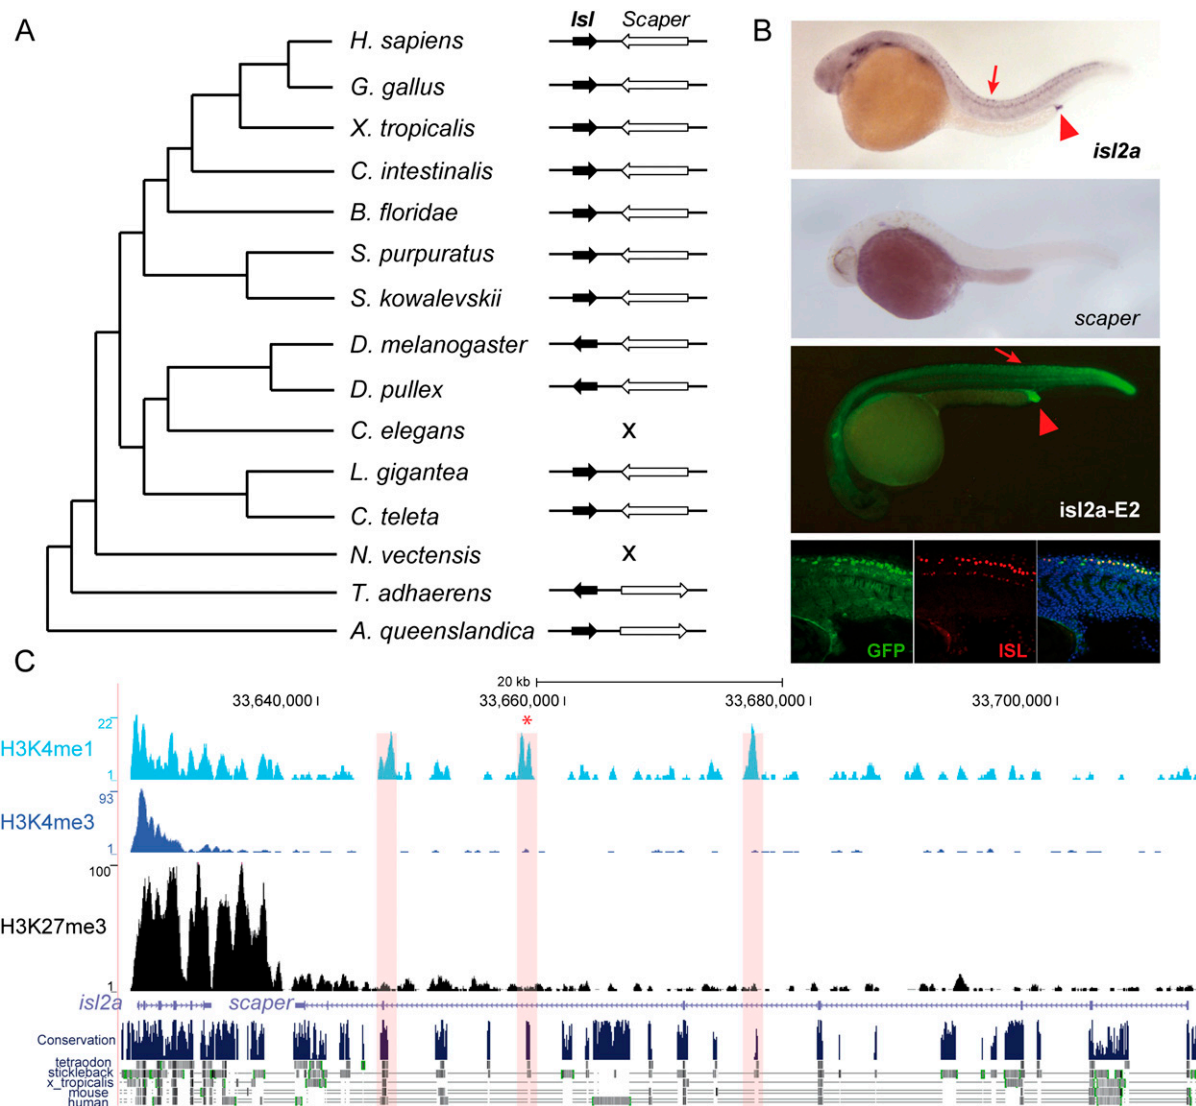 A
Isl Scaper
H. sapiens
G. gallus
X. tropicalis
C. intestinalis
B. floridae
S. purpuratus
S. kowalevskii
D. melanogaster
D. pullex
C. elegans X
L. gigantea
C. teleta
N. vectensis X
T. adhaerens
A. queenslandica
B
isl2a
scaper
isl2a-E2
GFP
ISL
C
20 kb
33,640,000 33,660,000 33,680,000 33,700,000
*
22
H3K4me1
1
93
H3K4me3
1
100
H3K27me3
1
isl2a scaper
Conservation
tetraodon
stickleback
x_tropicalis
mouse
human